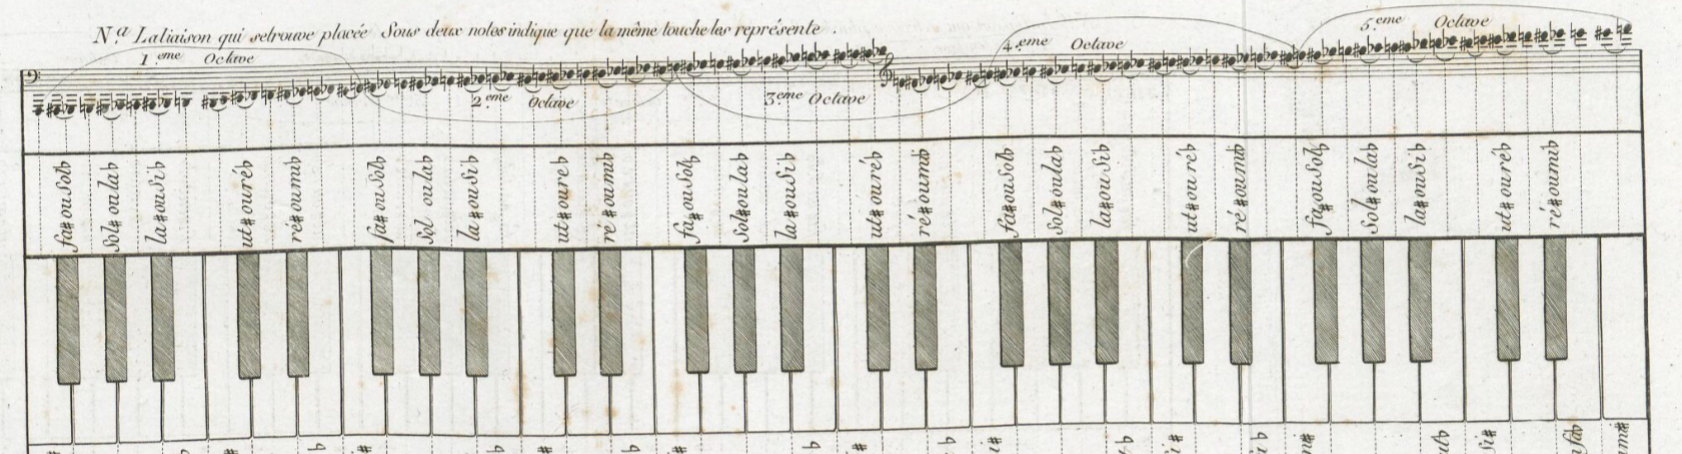 N.ª La liaison qui se trouve placée Sous deux notes indique que la même touche les représente.
1.eme Octave
2.eme Octave
3.eme Octave
4.eme Octave
5.eme Octave
fa♯ ou Sol♭
Sol♯ ou la♭
la♯ ou Si♭
ut♯ ou ré♭
ré♯ ou mi♭
fa♯ ou Sol♭
Sol ou la♭
la♯ ou Si♭
ut♯ ou ré♭
ré♯ ou mi♭
fa♯ ou Sol♭
Sol♯ ou la♭
la♯ ou Si♭
ut♯ ou ré♭
ré♯ ou mi♭
fa♯ ou Sol♭
Sol♯ ou la♭
la♯ ou Si♭
ut♯ ou ré♭
ré♯ ou mi♭
fa♯ ou Sol♭
Sol♯ ou la♭
la♯ ou Si♭
ut♯ ou ré♭
ré♯ ou mi♭